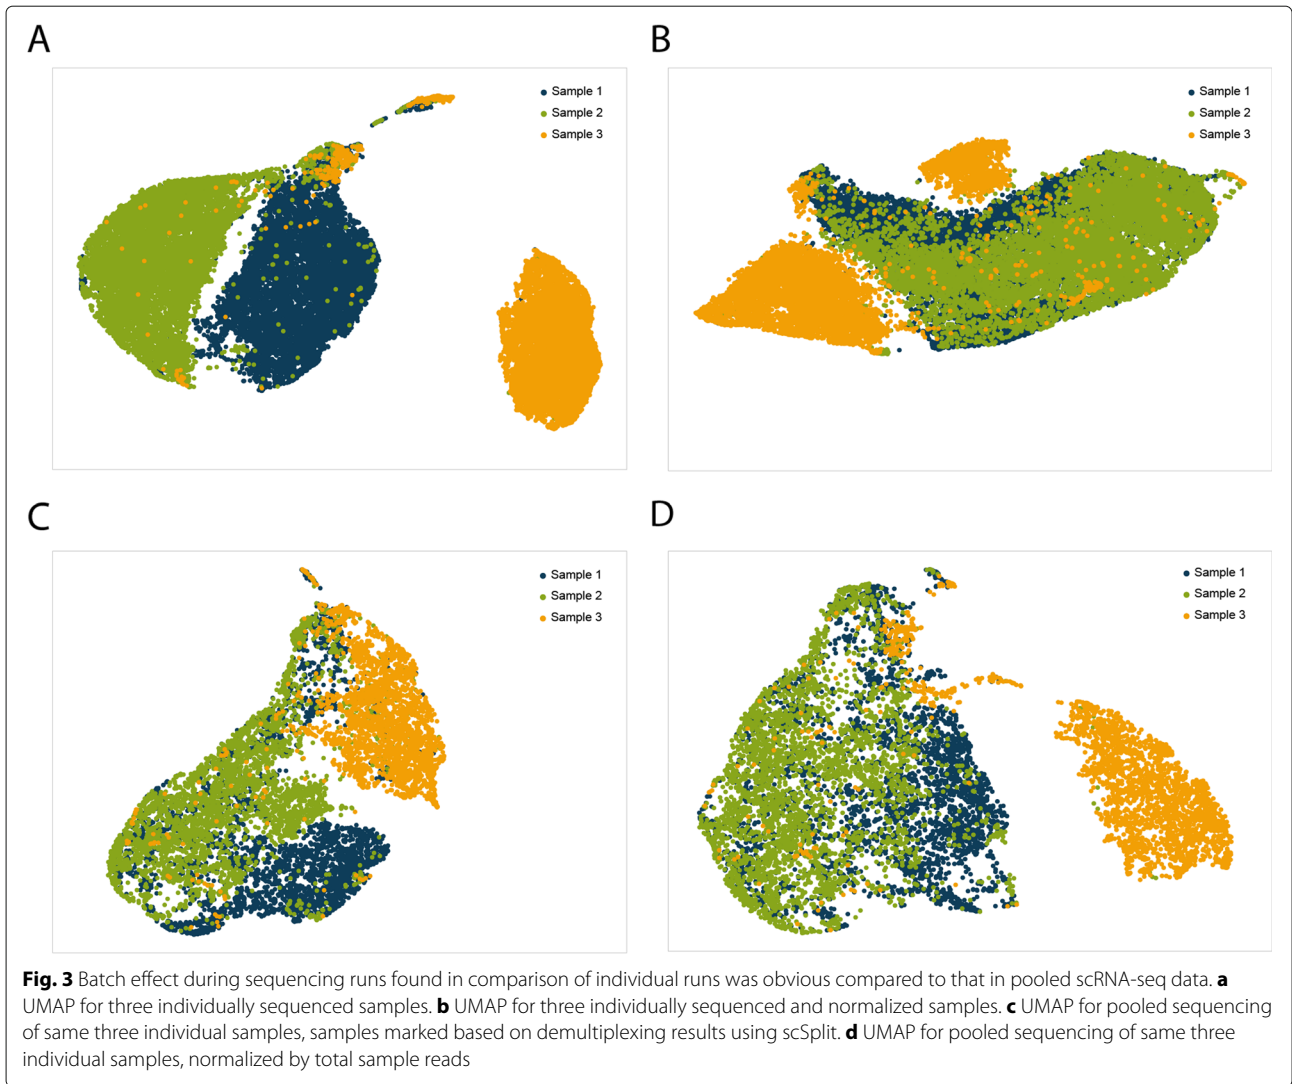 A
Sample 1
Sample 2
Sample 3
B
Sample 1
Sample 2
Sample 3
C
Sample 1
Sample 2
Sample 3
D
Sample 1
Sample 2
Sample 3
Fig. 3 Batch effect during sequencing runs found in comparison of individual runs was obvious compared to that in pooled scRNA-seq data. a
UMAP for three individually sequenced samples. b UMAP for three individually sequenced and normalized samples. c UMAP for pooled sequencing
of same three individual samples, samples marked based on demultiplexing results using scSplit. d UMAP for pooled sequencing of same three
individual samples, normalized by total sample reads